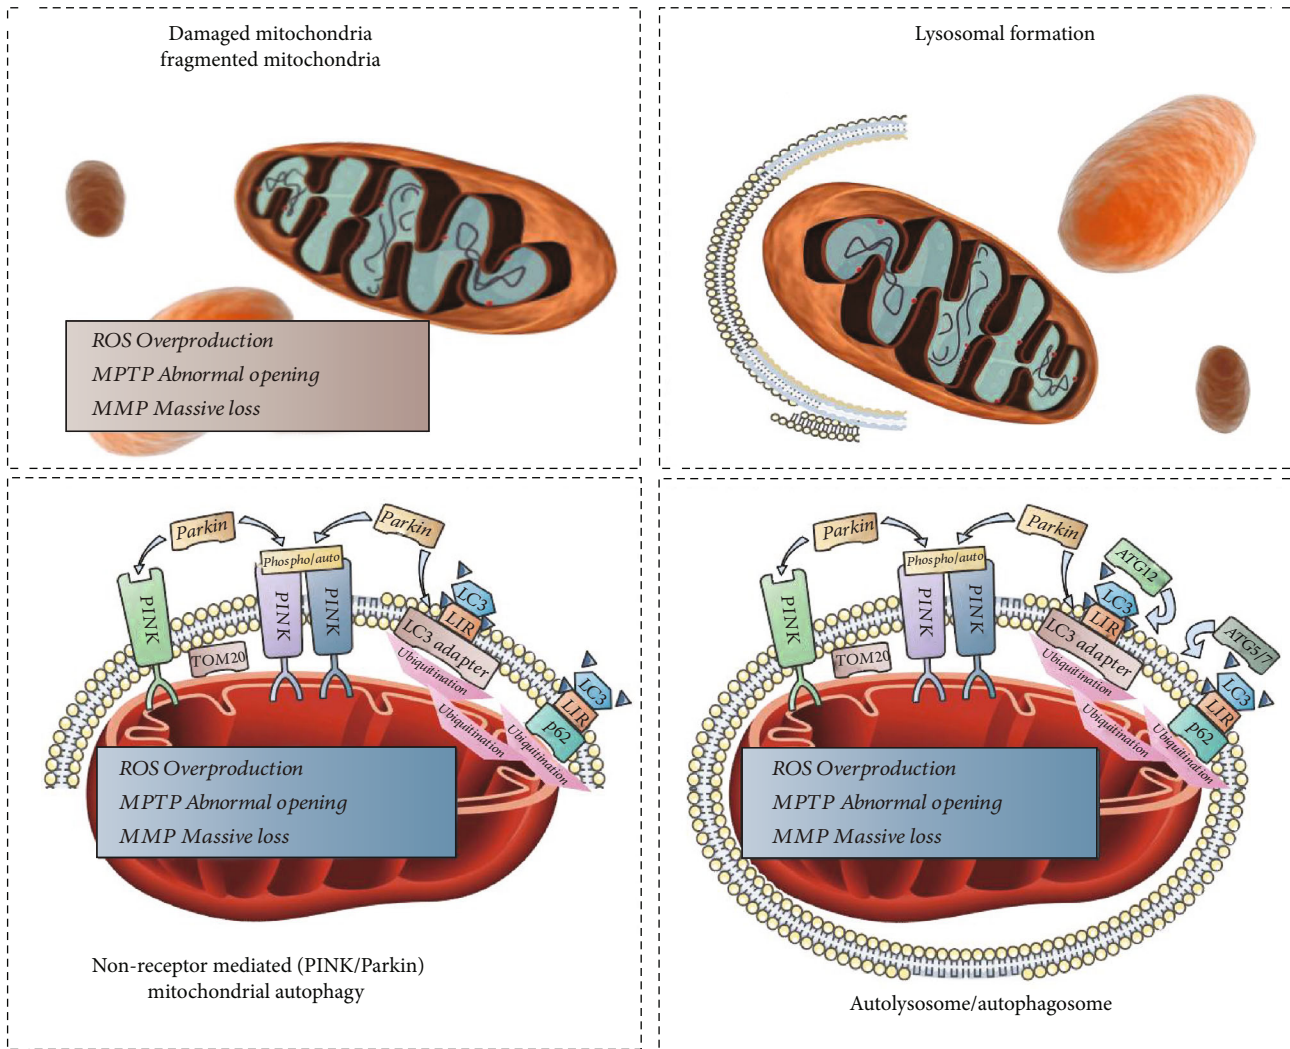 Damaged mitochondria
fragmented mitochondria
ROS Overproduction
MPTP Abnormal opening
MMP Massive loss
Lysosomal formation
Parkin
Parkin
Phospho/auto
PINK
PINK
PINK
TOM20
LC3
LIR
LC3 adapter
Ubiquitination
Ubiquitination
Ubiquitination
LC3
LIR
p62
ROS Overproduction
MPTP Abnormal opening
MMP Massive loss
Non-receptor mediated (PINK/Parkin)
mitochondrial autophagy
Parkin
Parkin
Phospho/auto
PINK
PINK
PINK
TOM20
ATG12
LC3
LIR
LC3 adapter
ATG5/7
Ubiquitination
Ubiquitination
Ubiquitination
LC3
LIR
p62
ROS Overproduction
MPTP Abnormal opening
MMP Massive loss
Autolysosome/autophagosome